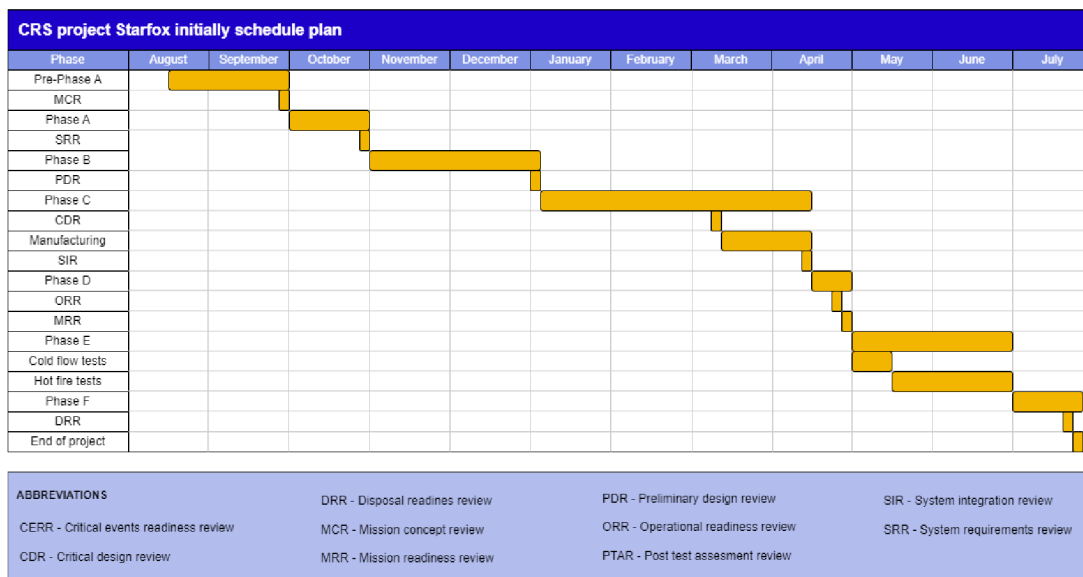 CRS project Starfox initially schedule plan
Phase August September October November December January February March April May June July
Pre-Phase A
MCR
Phase A
SRR
Phase B
PDR
Phase C
CDR
Manufacturing
SIR
Phase D
ORR
MRR
Phase E
Cold flow tests
Hot fire tests
Phase F
DRR
End of project
ABBREVIATIONS
CERR - Critical events readiness review
CDR - Critical design review
DRR - Disposal readines review
MCR - Mission concept review
MRR - Mission readiness review
PDR - Preliminary design review
ORR - Operational readiness review
PTAR - Post test assesment review
SIR - System integration review
SRR - System requirements review